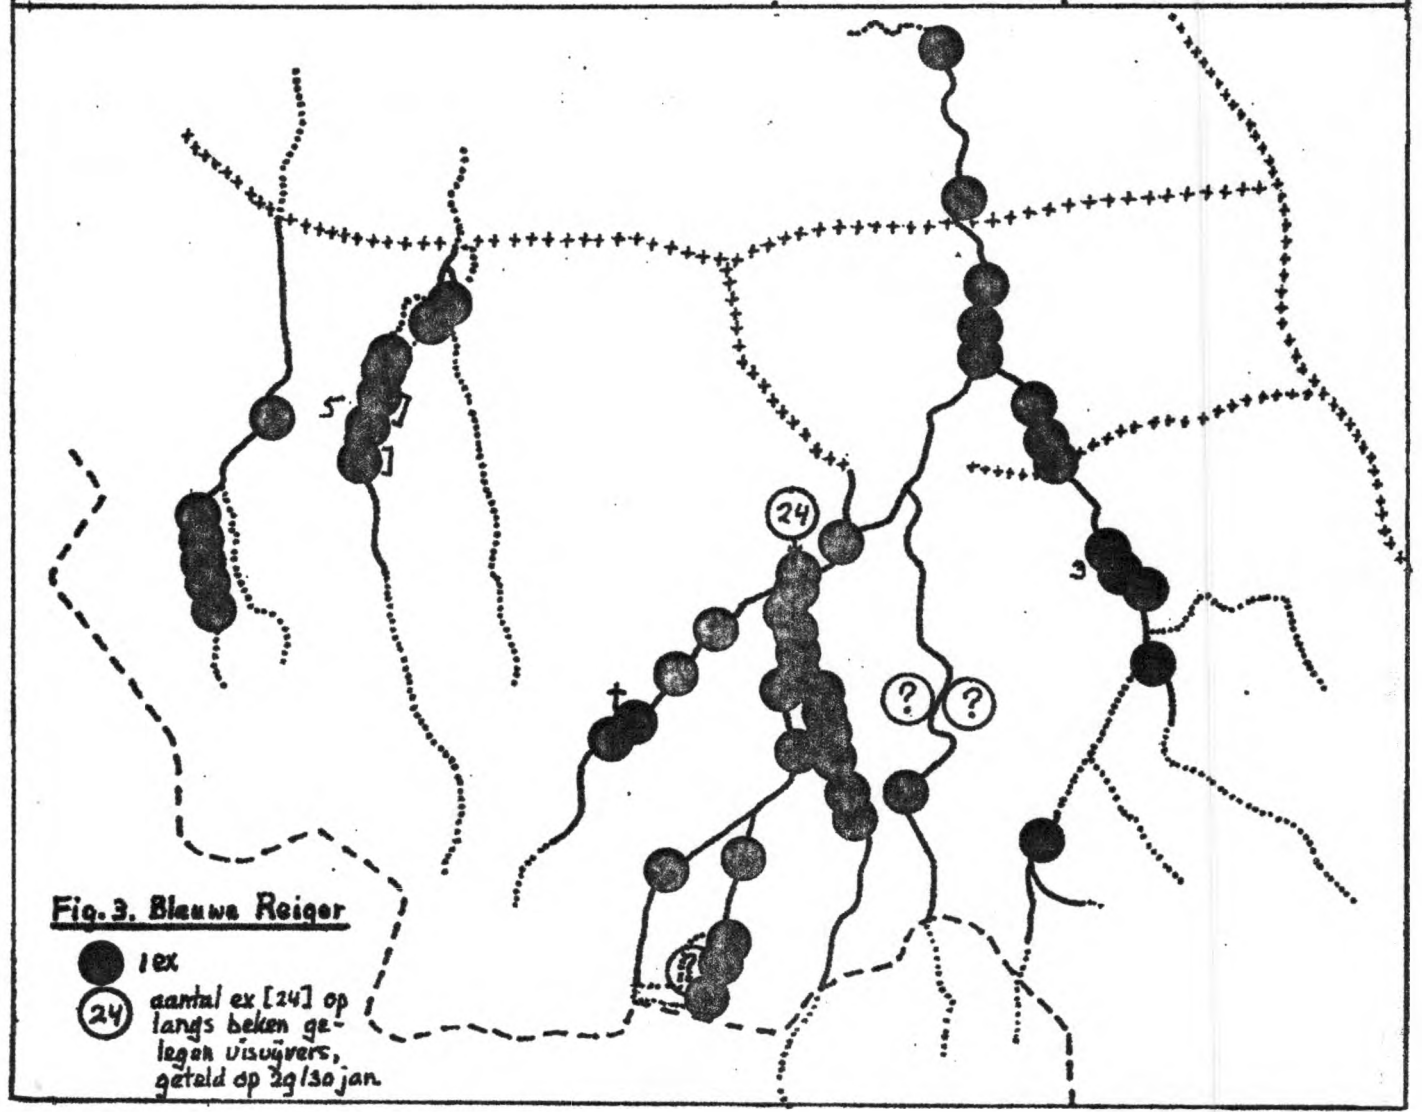 5
24
3
? ?
?
Fig. 3. Blauwe Reiger
1 ex
24 aantal ex [24] op
langs beken ge-
legen visvijvers,
geteld op 29/30 jan.